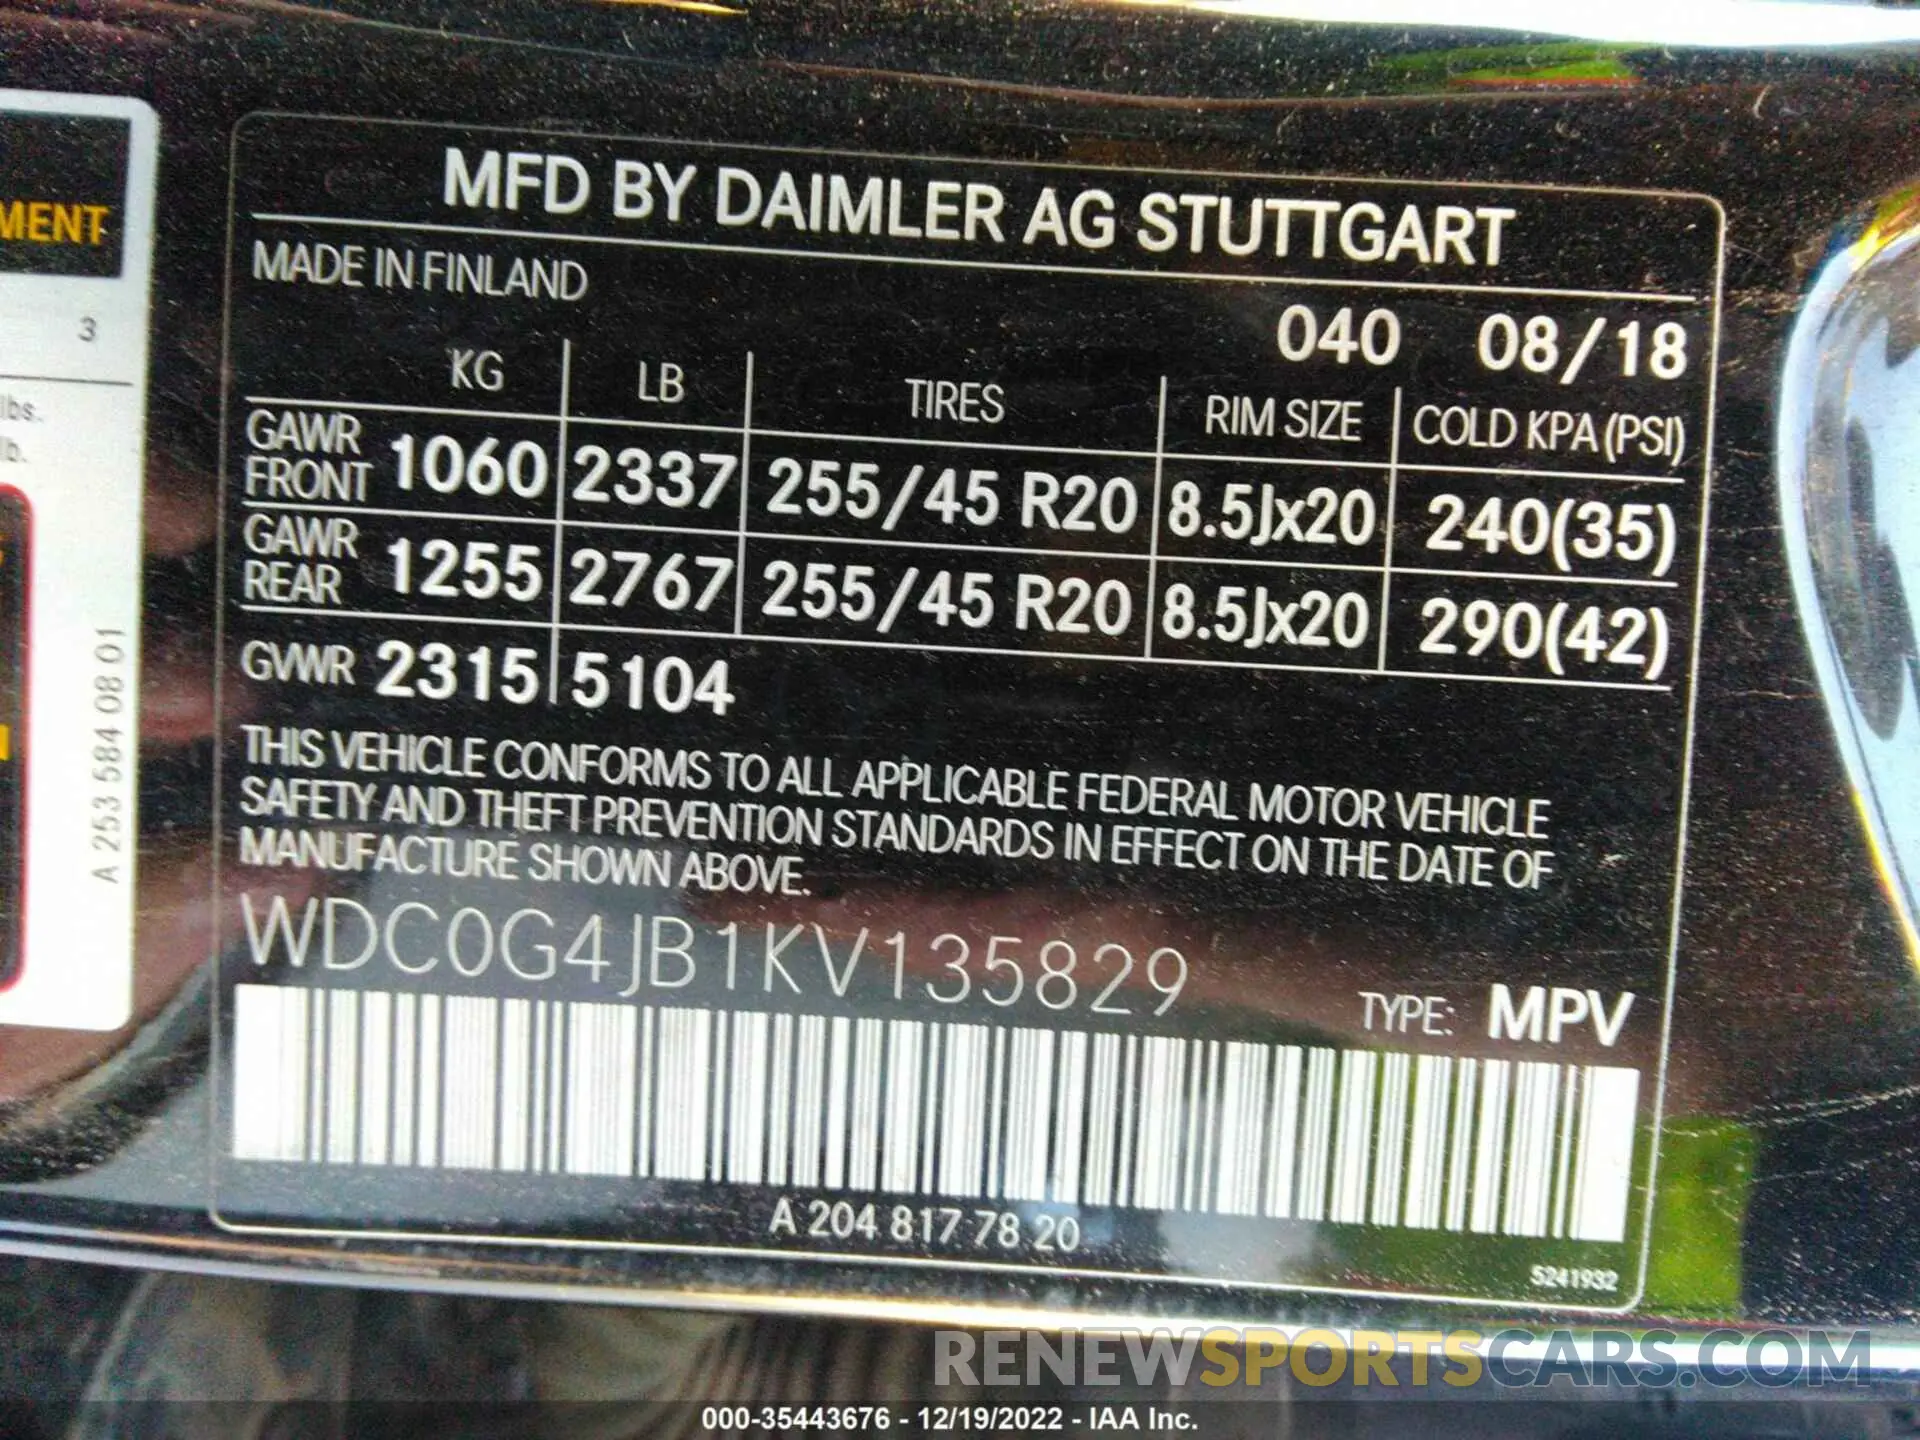 MENT
3
lbs.
lb.
A 253 584 08 01
MFD BY DAIMLER AG STUTTGART
MADE IN FINLAND
040 08/18
KG LB TIRES RIM SIZE COLD KPA (PSI)
GAWR FRONT 1060 2337 255/45 R20 8.5Jx20 240(35)
GAWR REAR 1255 2767 255/45 R20 8.5Jx20 290(42)
GVWR 2315 5104
THIS VEHICLE CONFORMS TO ALL APPLICABLE FEDERAL MOTOR VEHICLE
SAFETY AND THEFT PREVENTION STANDARDS IN EFFECT ON THE DATE OF
MANUFACTURE SHOWN ABOVE.
WDC0G4JB1KV135829
TYPE: MPV
A 204 817 78 20
5241932
RENEWSPORTSCARS.COM
000-35443676 - 12/19/2022 - IAA Inc.